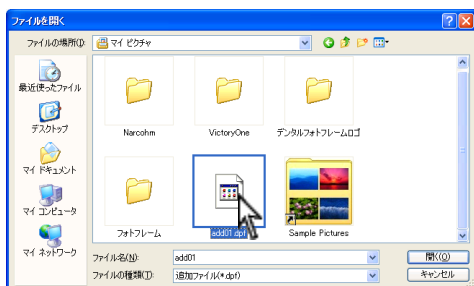 ファイルを開く
ファイルの場所(I):
マイ ピクチャ
最近使ったファイル
デスクトップ
マイ ドキュメント
マイ コンピュータ
マイ ネットワーク
Narcohm
VictoryOne
デンタルフォトフレームロゴ
フォトフレーム
add01.dpf
Sample Pictures
ファイル名(N):
add01
開く(O)
ファイルの種類(T):
追加ファイル(*.dpf)
キャンセル